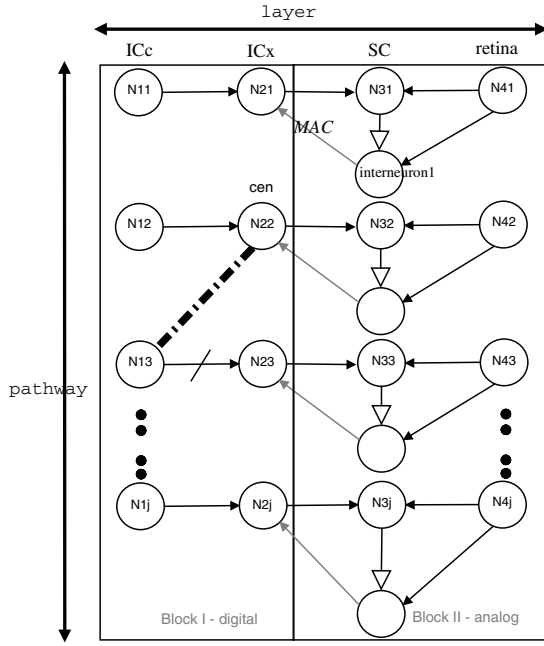 layer
ICc ICx SC retina
N11 N21 N31 N41
MAC
interneuron1
cen
N12 N22 N32 N42
N13 N23 N33 N43
pathway
N1j N2j N3j N4j
Block I - digital Block II - analog